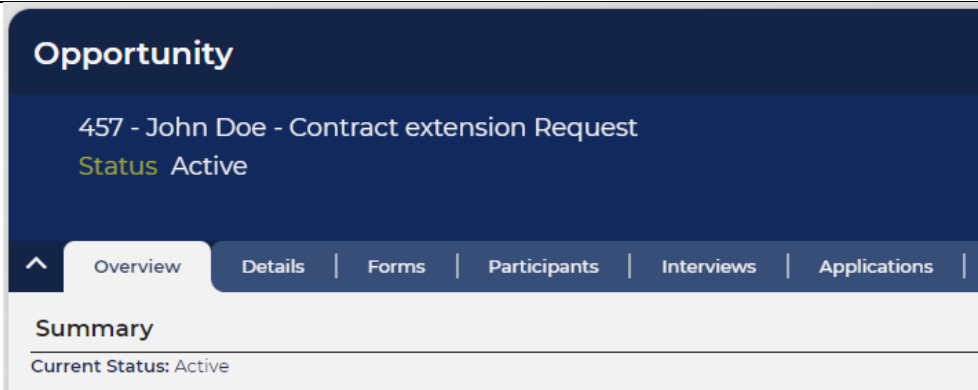 Opportunity
457 - John Doe - Contract extension Request
Status Active
Overview Details | Forms | Participants | Interviews | Applications |
Summary
Current Status: Active